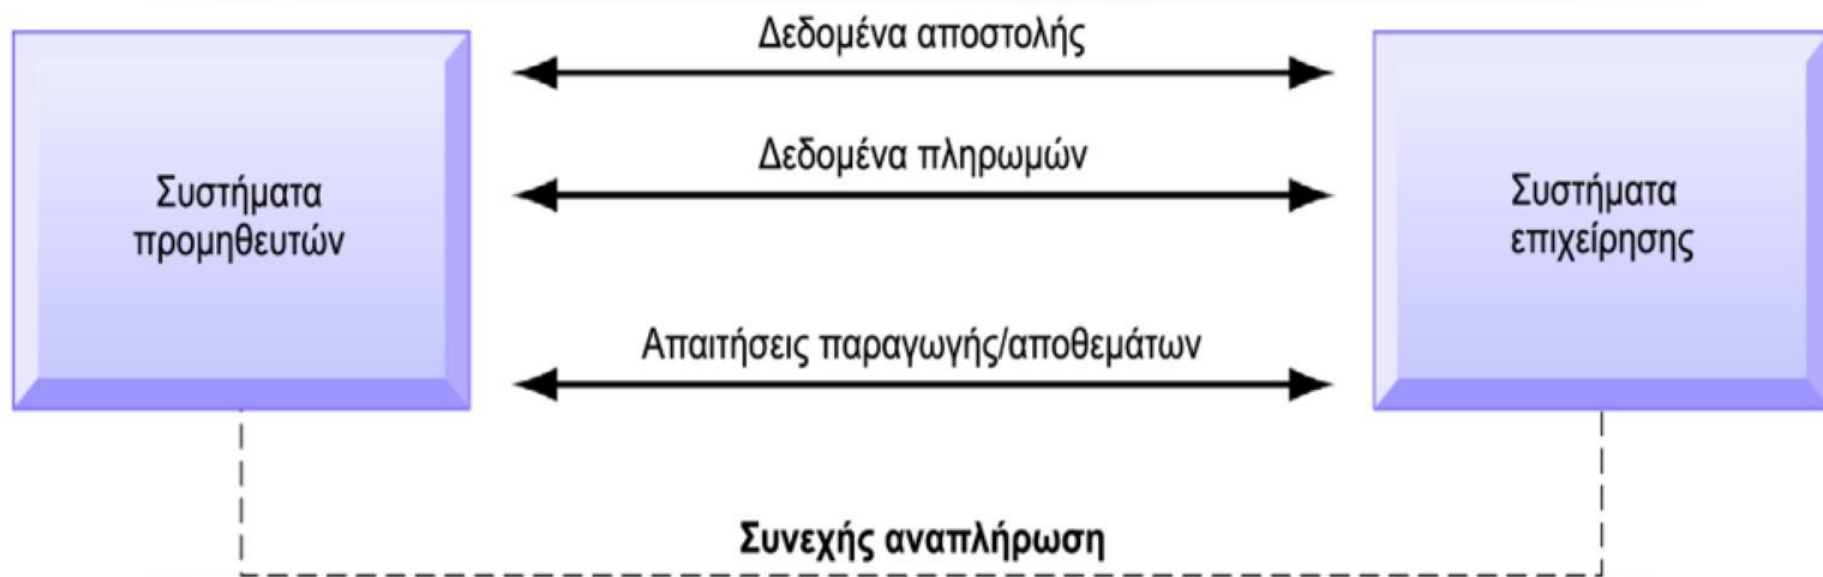 Δεδομένα αποστολής
Δεδομένα πληρωμών
Συστήματα
προμηθευτών
Συστήματα
επιχείρησης
Απαιτήσεις παραγωγής/αποθεμάτων
Συνεχής αναπλήρωση